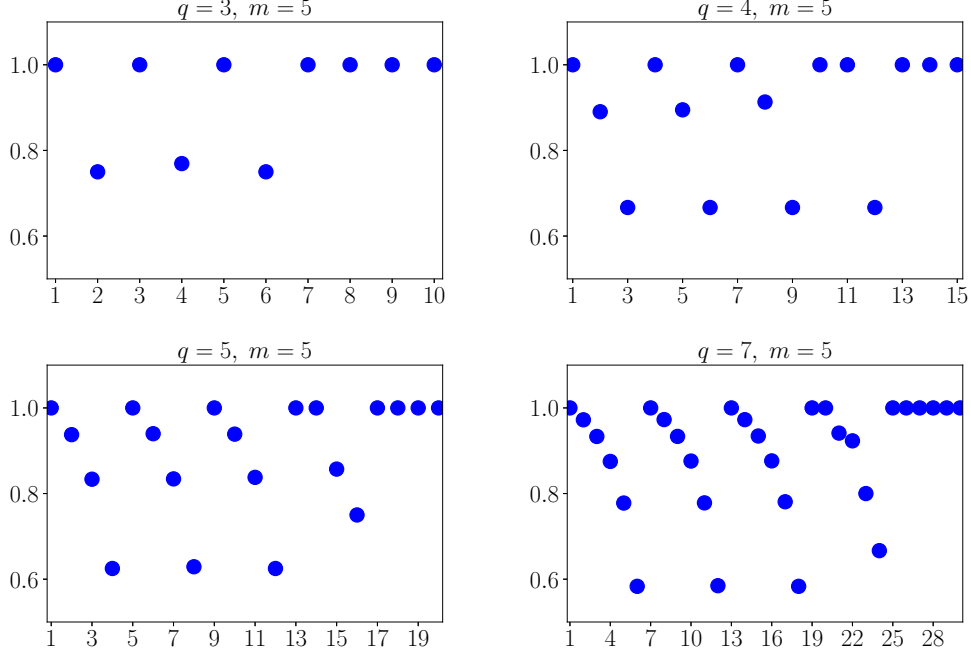 q = 3, m = 5
1.0
0.8
0.6
1 2 3 4 5 6 7 8 9 10
q = 4, m = 5
1.0
0.8
0.6
1 3 5 7 9 11 13 15
q = 5, m = 5
1.0
0.8
0.6
1 3 5 7 9 11 13 15 17 19
q = 7, m = 5
1.0
0.8
0.6
1 4 7 10 13 16 19 22 25 28